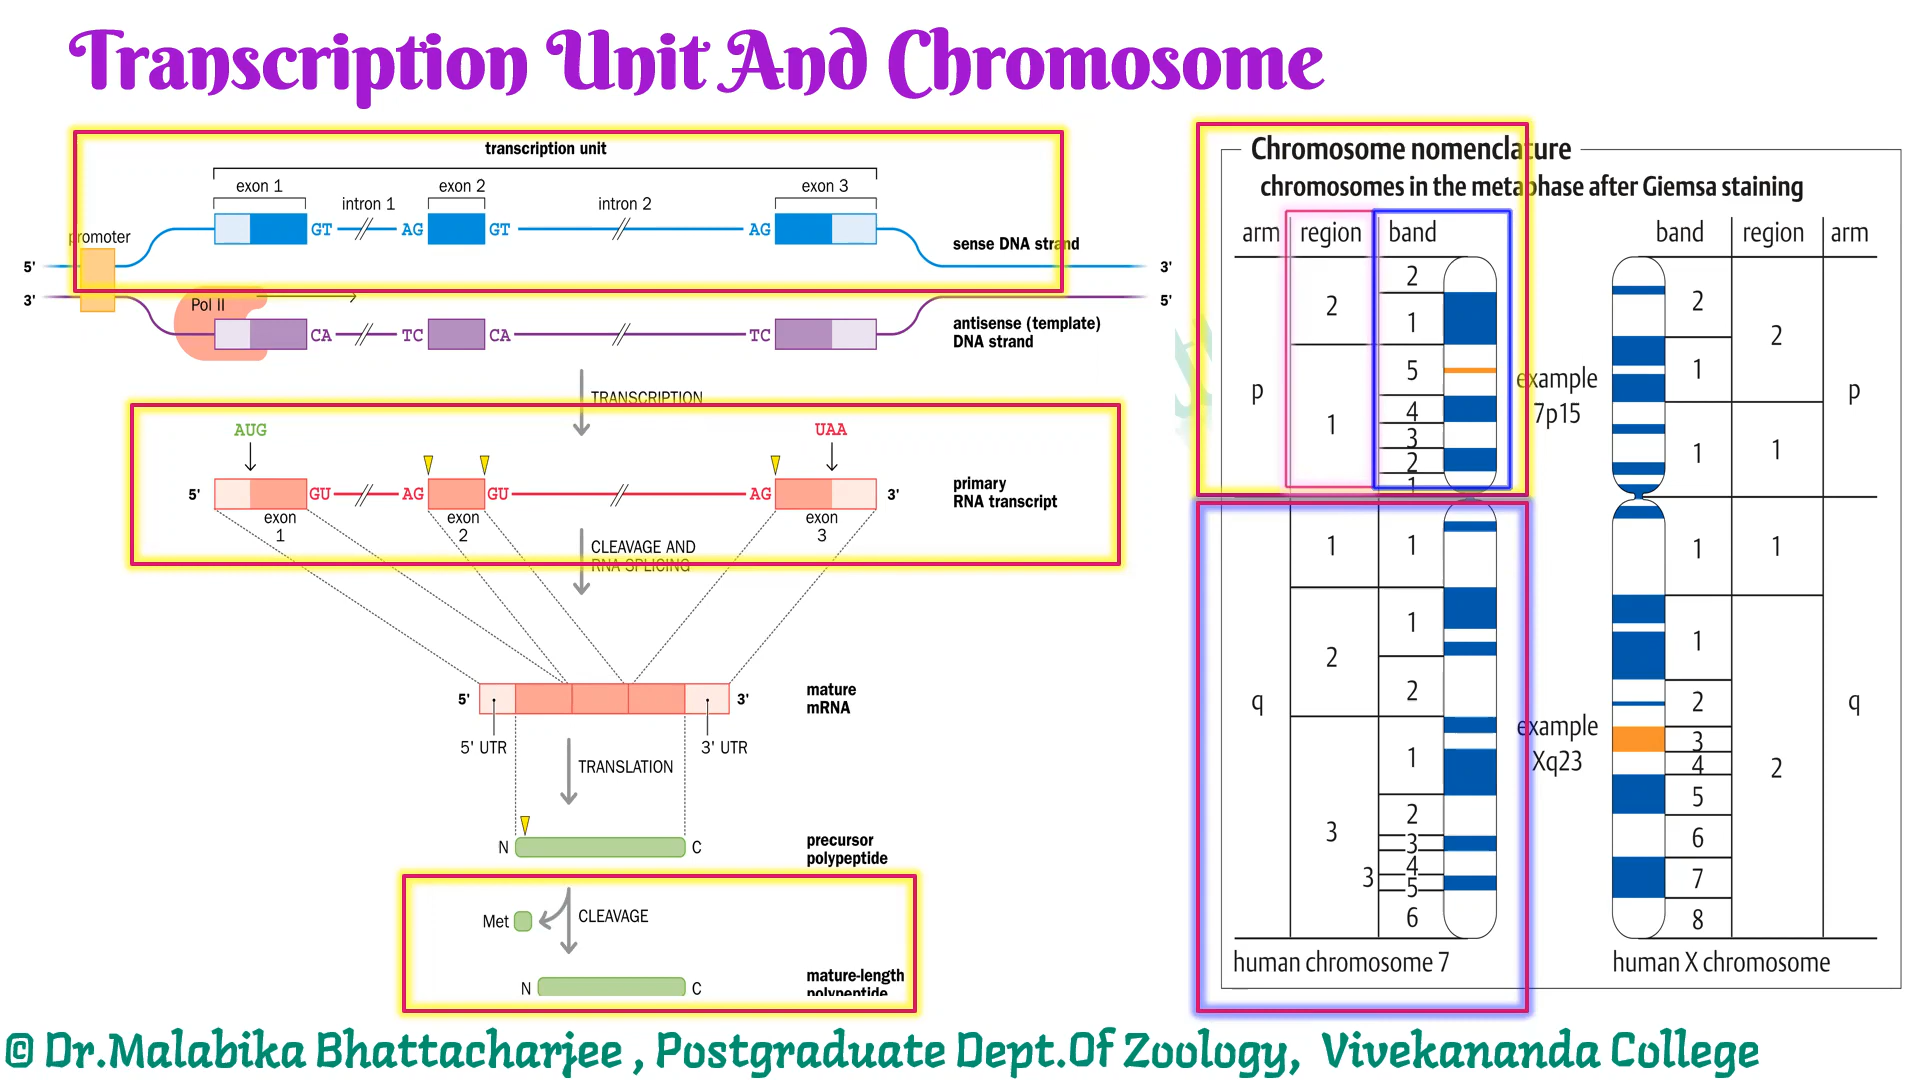 Transcription Unit And Chromosome
transcription unit
exon 1
exon 2
exon 3
intron 1
intron 2
GT
AG
GT
AG
promoter
sense DNA strand
5'
3'
3'
5'
Pol II
CA
TC
CA
TC
antisense (template)
DNA strand
TRANSCRIPTION
AUG
UAA
5'
GU
AG
GU
AG
3'
primary
RNA transcript
exon
1
exon
2
exon
3
CLEAVAGE AND
RNA SPLICING
5'
3'
mature
mRNA
5' UTR
3' UTR
TRANSLATION
N
C
precursor
polypeptide
Met
CLEAVAGE
N
C
mature-length
polypeptide
Chromosome nomenclature
chromosomes in the metaphase after Giemsa staining
arm
region
band
p
2
1
2
1
5
4
3
2
1
q
1
2
3
1
1
2
1
2
3
4
3
5
6
human chromosome 7
example
7p15
example
Xq23
band
region
arm
2
1
1
2
1
p
1
1
2
3
4
5
6
7
8
1
2
q
human X chromosome
© Dr.Malabika Bhattacharjee , Postgraduate Dept.Of Zoology, Vivekananda College